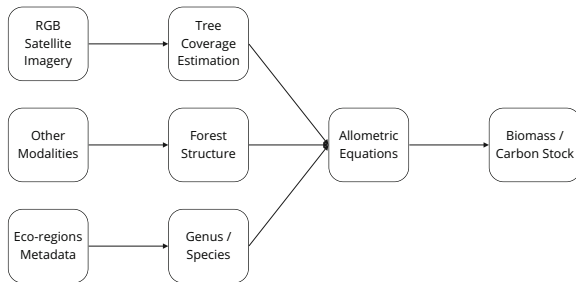 RGB
Satellite
Imagery
Tree
Coverage
Estimation
Other
Modalities
Forest
Structure
Allometric
Equations
Biomass /
Carbon Stock
Eco-regions
Metadata
Genus /
Species